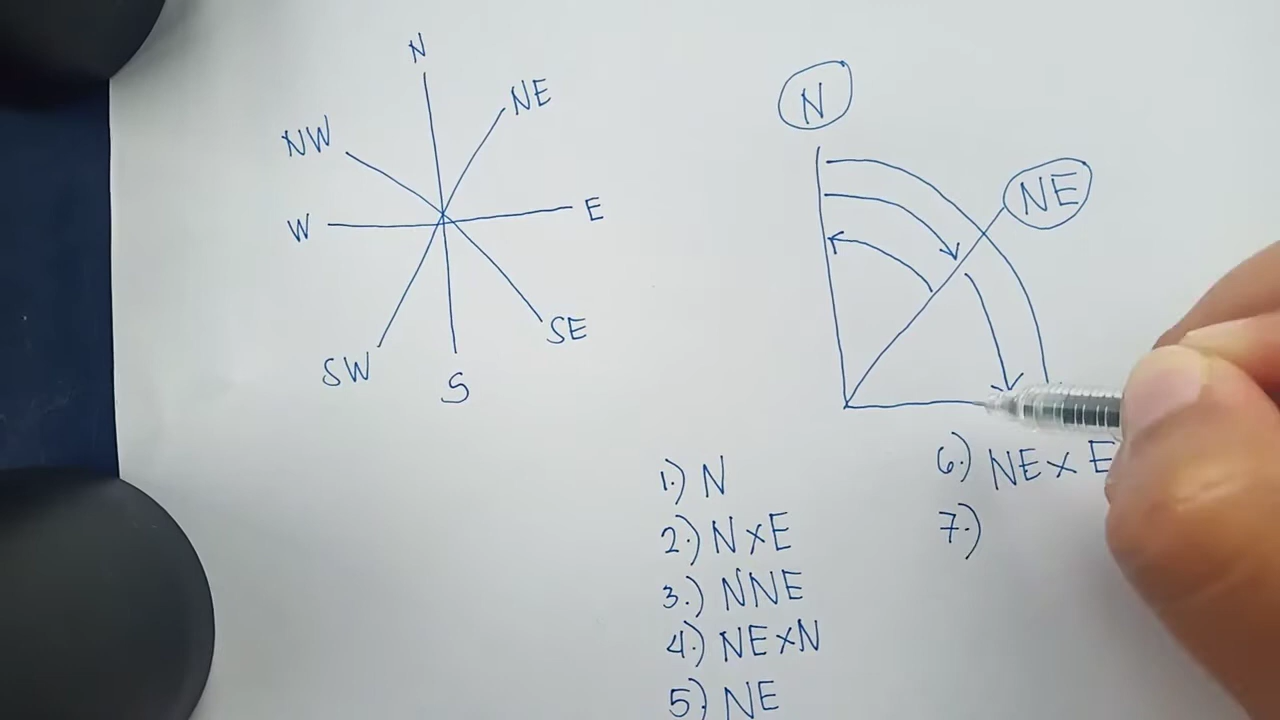 N
NE
NW
W
E
SW
S
SE
N
NE
1.) N
2.) N x E
3.) NNE
4.) NE x N
5.) NE
6.) NE x E
7.)